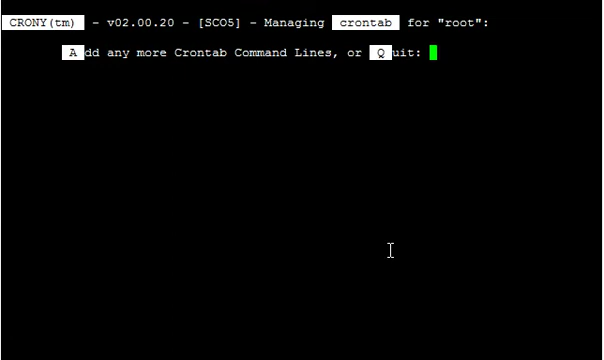 CRONY(tm) - v02.00.20 - [SCO5] - Managing crontab for "root":
Add any more Crontab Command Lines, or Quit: